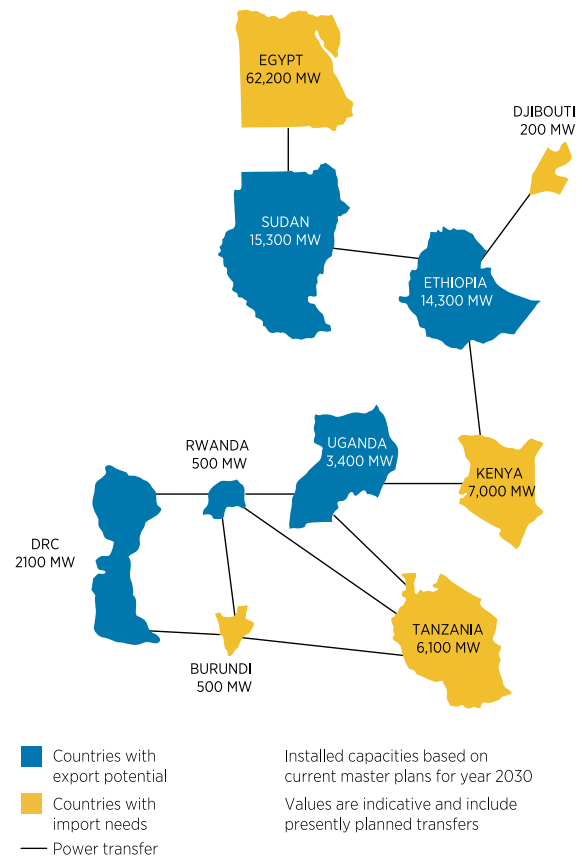 EGYPT
62,200 MW
DJIBOUTI
200 MW
SUDAN
15,300 MW
ETHIOPIA
14,300 MW
RWANDA
500 MW
UGANDA
3,400 MW
KENYA
7,000 MW
DRC
2100 MW
TANZANIA
6,100 MW
BURUNDI
500 MW
Countries with
export potential
Countries with
import needs
Power transfer
Installed capacities based on
current master plans for year 2030
Values are indicative and include
presently planned transfers